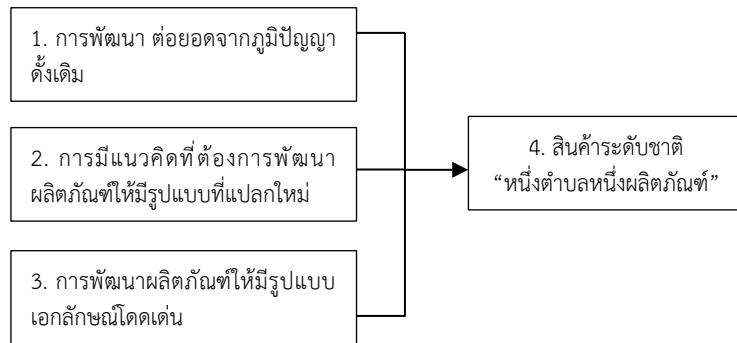 1. การพัฒนา ต่อยอดจากภูมิปัญญา
ดั้งเดิม
2. การมีแนวคิดที่ต้องการพัฒนา
ผลิตภัณฑ์ให้มีรูปแบบที่แปลกใหม่
3. การพัฒนาผลิตภัณฑ์ให้มีรูปแบบ
เอกลักษณ์โดดเด่น
4. สินค้าระดับชาติ
“หนึ่งตำบลหนึ่งผลิตภัณฑ์”